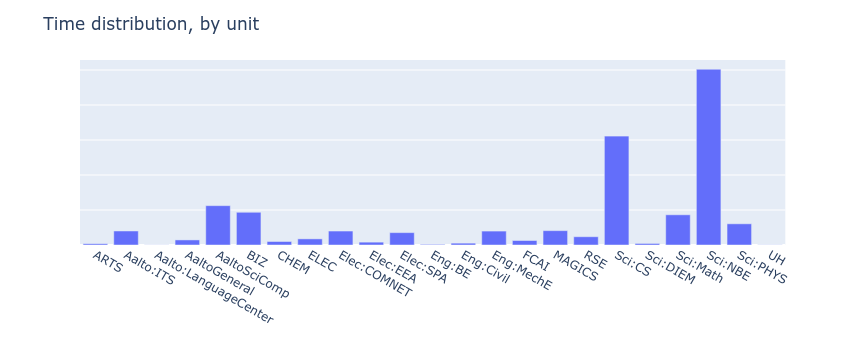 Time distribution, by unit
ARTS
Aalto:ITS
Aalto:LanguageCenter
AaltoGeneral
AaltoSciComp
BIZ
CHEM
ELEC
Elec:COMNET
Elec:EEA
Elec:SPA
Eng:BE
Eng:Civil
Eng:MechE
FCAI
MAGICS
RSE
Sci:CS
Sci:DIEM
Sci:Math
Sci:NBE
Sci:PHYS
UH